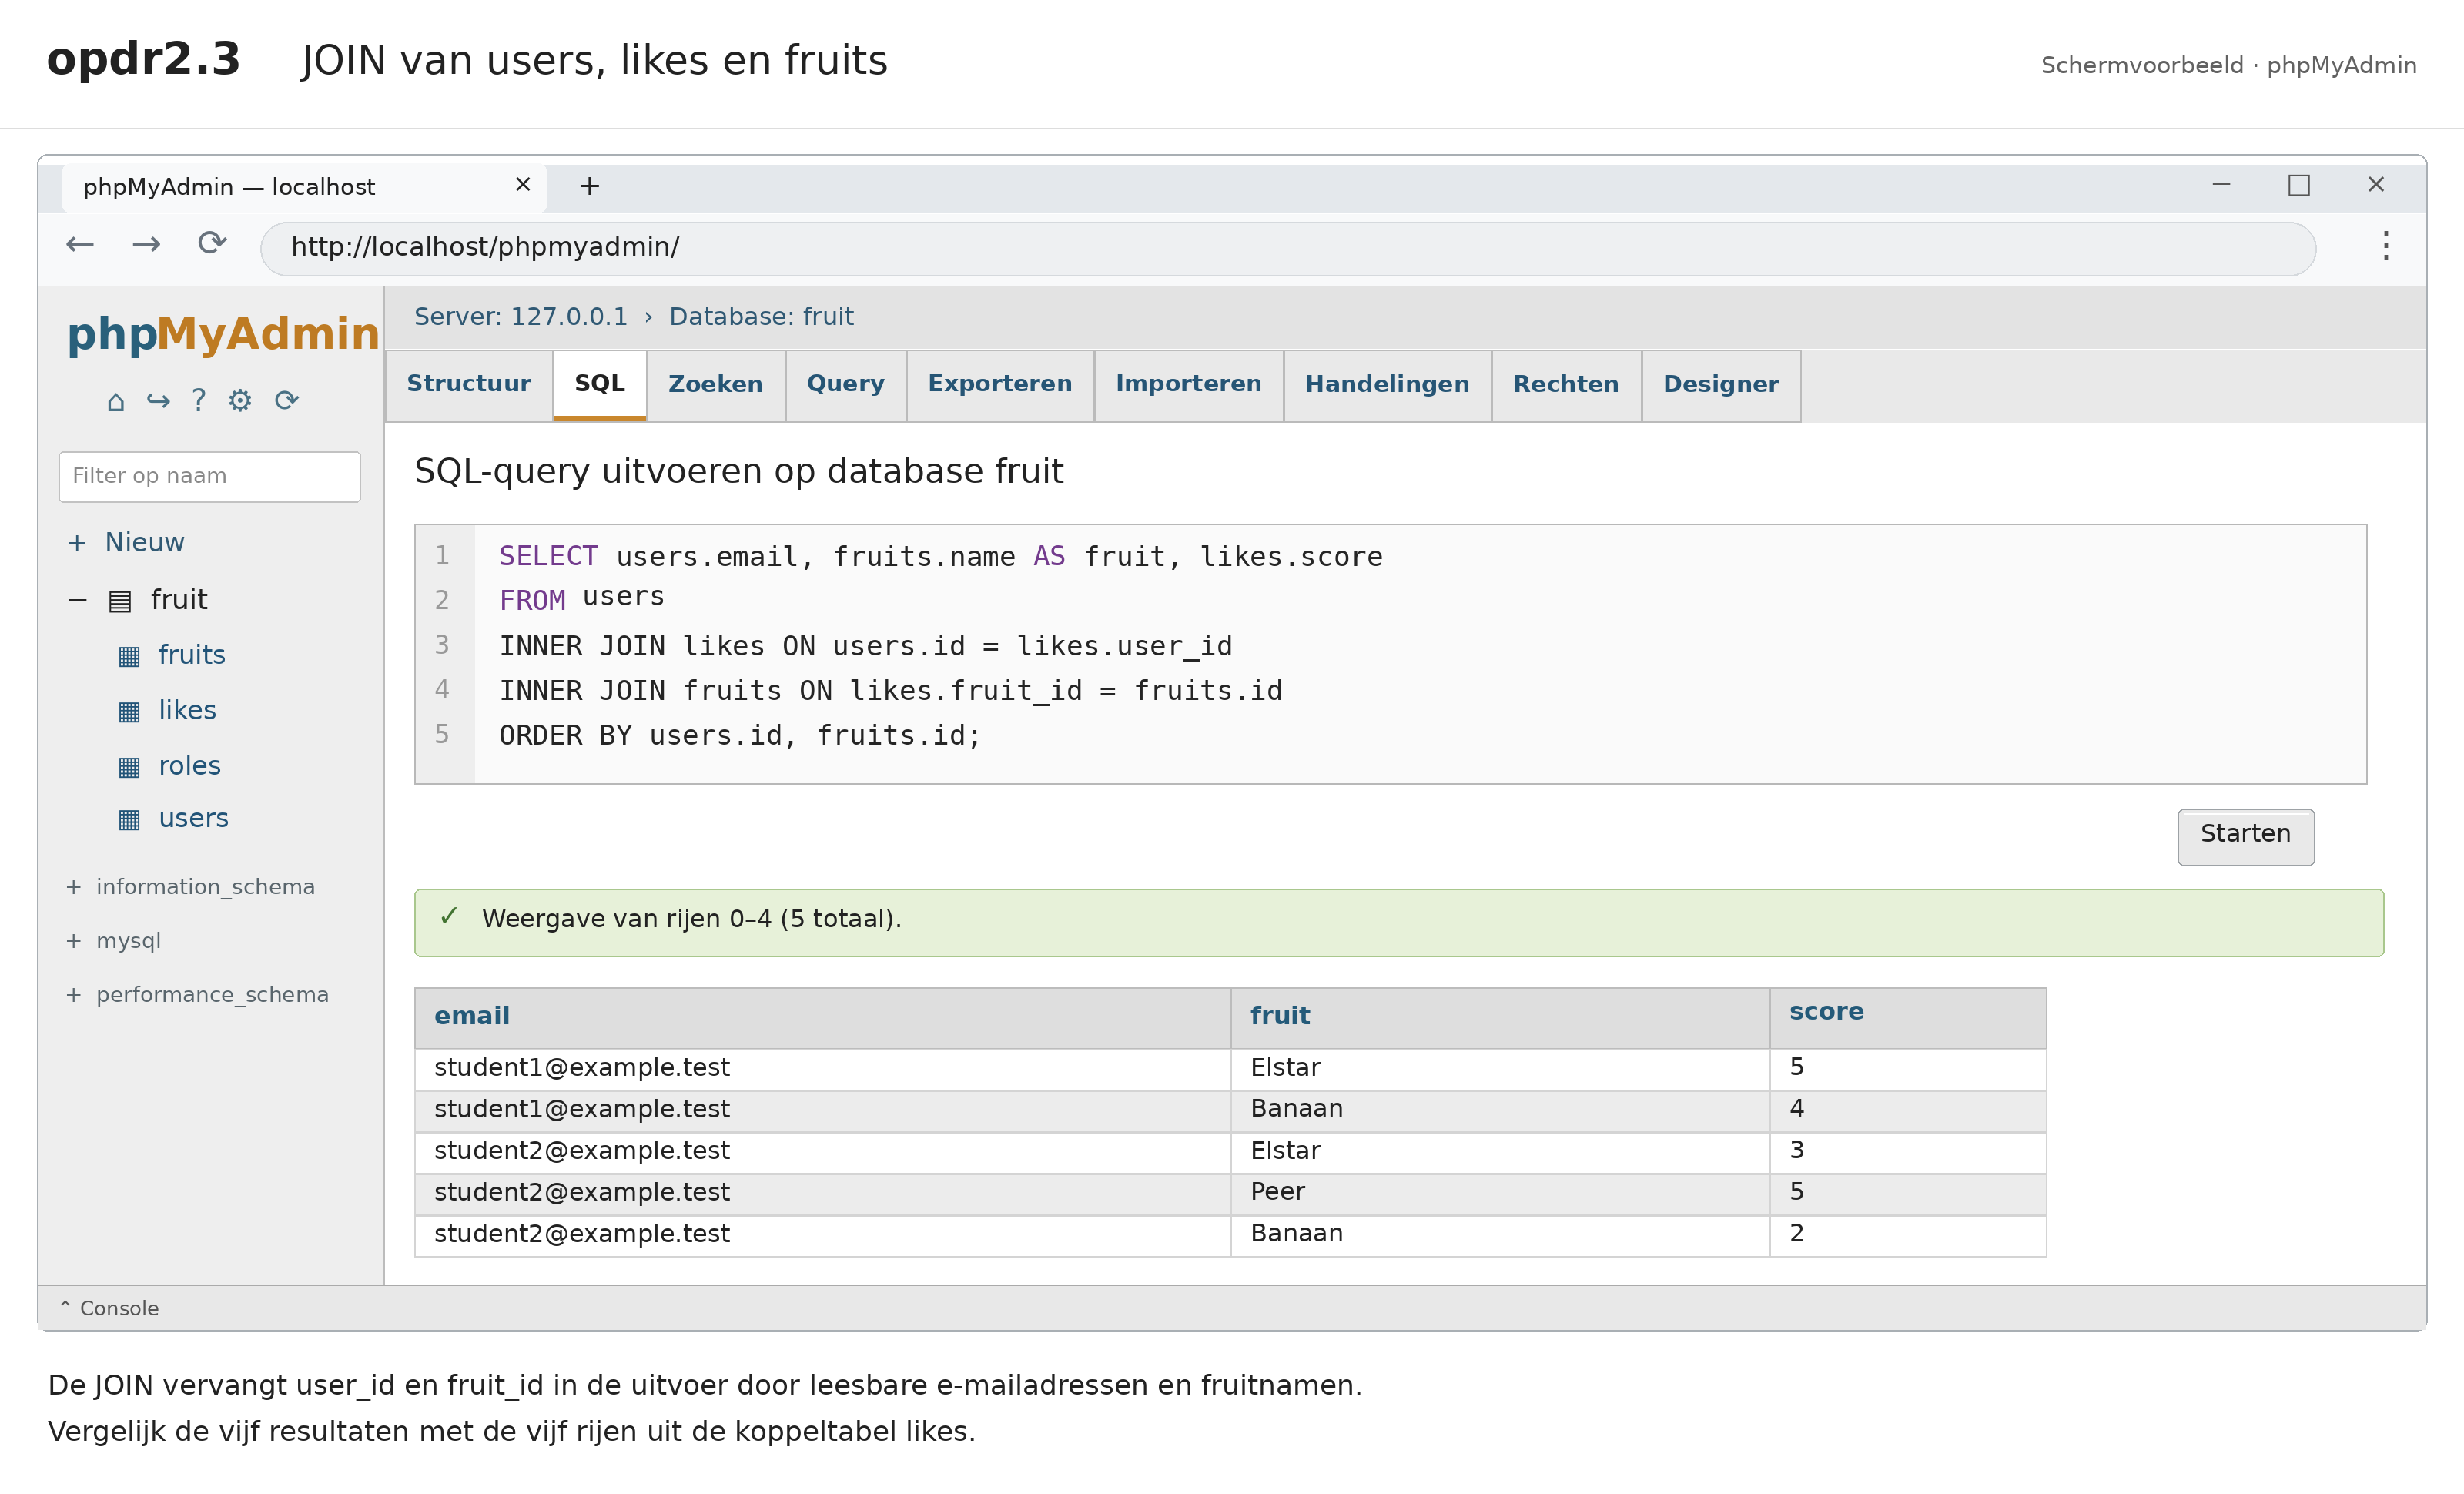 opdr2.3 JOIN van users, likes en fruits
Schermvoorbeeld · phpMyAdmin
phpMyAdmin — localhost × +
http://localhost/phpmyadmin/
phpMyAdmin
Filter op naam
+ Nieuw
− fruit
fruits
likes
roles
users
+ information_schema
+ mysql
+ performance_schema
Server: 127.0.0.1 › Database: fruit
Structuur SQL Zoeken Query Exporteren Importeren Handelingen Rechten Designer
SQL-query uitvoeren op database fruit
1 SELECT users.email, fruits.name AS fruit, likes.score
2 FROM users
3 INNER JOIN likes ON users.id = likes.user_id
4 INNER JOIN fruits ON likes.fruit_id = fruits.id
5 ORDER BY users.id, fruits.id;
Starten
✓ Weergave van rijen 0–4 (5 totaal).
email fruit score
student1@example.test Elstar 5
student1@example.test Banaan 4
student2@example.test Elstar 3
student2@example.test Peer 5
student2@example.test Banaan 2
⌃ Console
De JOIN vervangt user_id en fruit_id in de uitvoer door leesbare e-mailadressen en fruitnamen.
Vergelijk de vijf resultaten met de vijf rijen uit de koppeltabel likes.